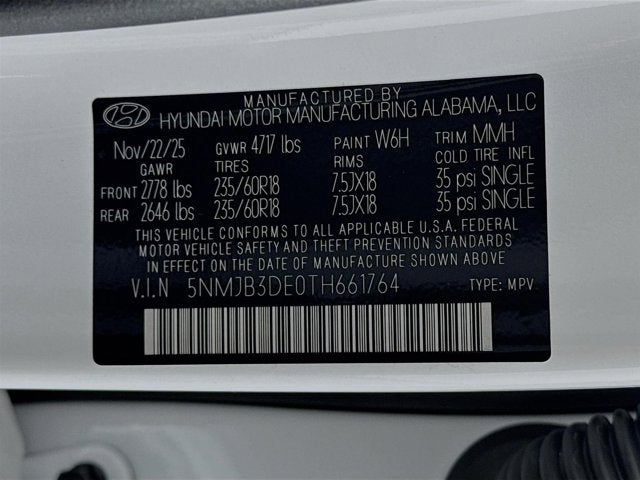 MANUFACTURED BY
HYUNDAI MOTOR MANUFACTURING ALABAMA, LLC
Nov/22/25 GVWR 4717 lbs PAINT W6H TRIM MMH
GAWR TIRES RIMS COLD TIRE INFL
FRONT 2778 lbs 235/60R18 7.5JX18 35 psi SINGLE
REAR 2646 lbs 235/60R18 7.5JX18 35 psi SINGLE
THIS VEHICLE CONFORMS TO ALL APPLICABLE U.S.A. FEDERAL
MOTOR VEHICLE SAFETY AND THEFT PREVENTION STANDARDS
IN EFFECT ON THE DATE OF MANUFACTURE SHOWN ABOVE
V.I.N 5NMJB3DE0TH661764 TYPE: MPV